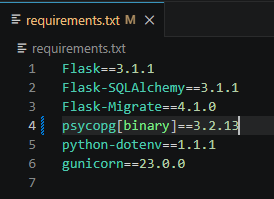 requirements.txt M
requirements.txt
1 Flask==3.1.1
2 Flask-SQLAlchemy==3.1.1
3 Flask-Migrate==4.1.0
4 psycopg[binary]==3.2.13
5 python-dotenv==1.1.1
6 gunicorn==23.0.0
7